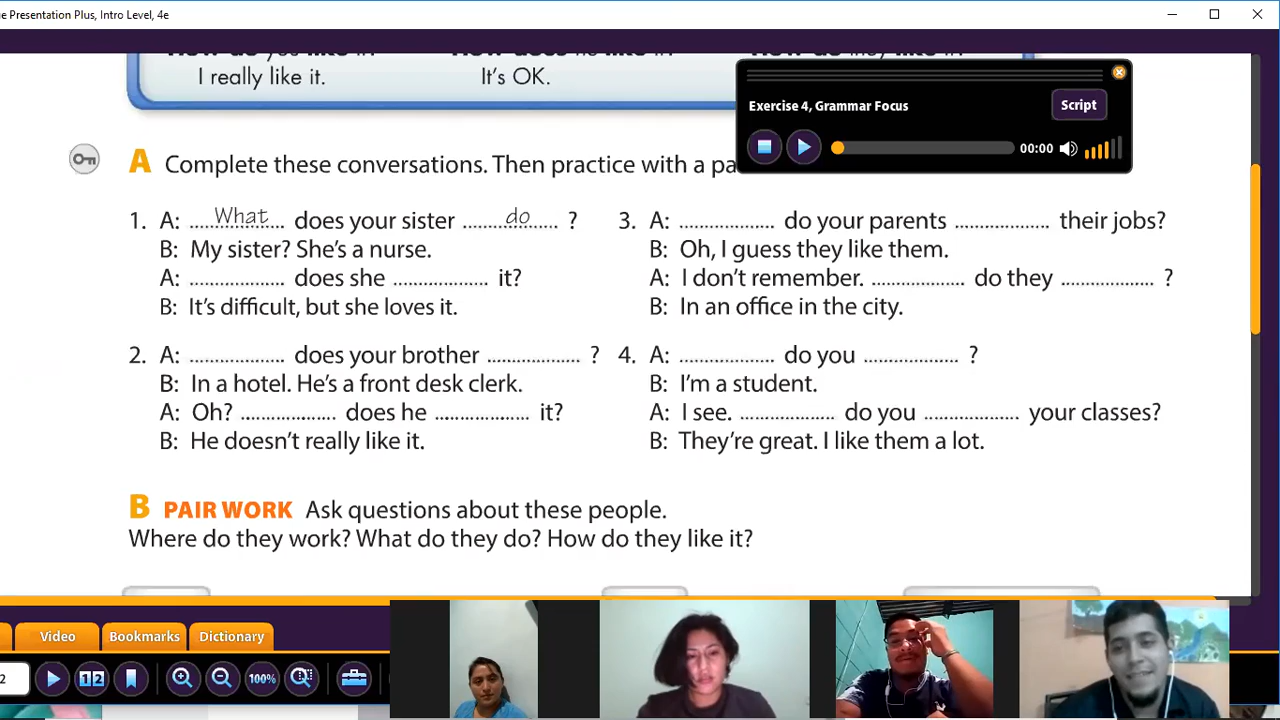 e Presentation Plus, Intro Level, 4e
I really like it.
It's OK.
Exercise 4, Grammar Focus
Script
00:00
A Complete these conversations. Then practice with a pa
1. A: What does your sister do ?
B: My sister? She's a nurse.
A: ................ does she ................ it?
B: It's difficult, but she loves it.
2. A: ................ does your brother ................ ?
B: In a hotel. He's a front desk clerk.
A: Oh? ................ does he ................ it?
B: He doesn't really like it.
3. A: ................ do your parents ................ their jobs?
B: Oh, I guess they like them.
A: I don't remember. ................ do they ................ ?
B: In an office in the city.
4. A: ................ do you ................ ?
B: I'm a student.
A: I see. ................ do you ................ your classes?
B: They're great. I like them a lot.
B PAIR WORK Ask questions about these people.
Where do they work? What do they do? How do they like it?
Video
Bookmarks
Dictionary
2
12
100%